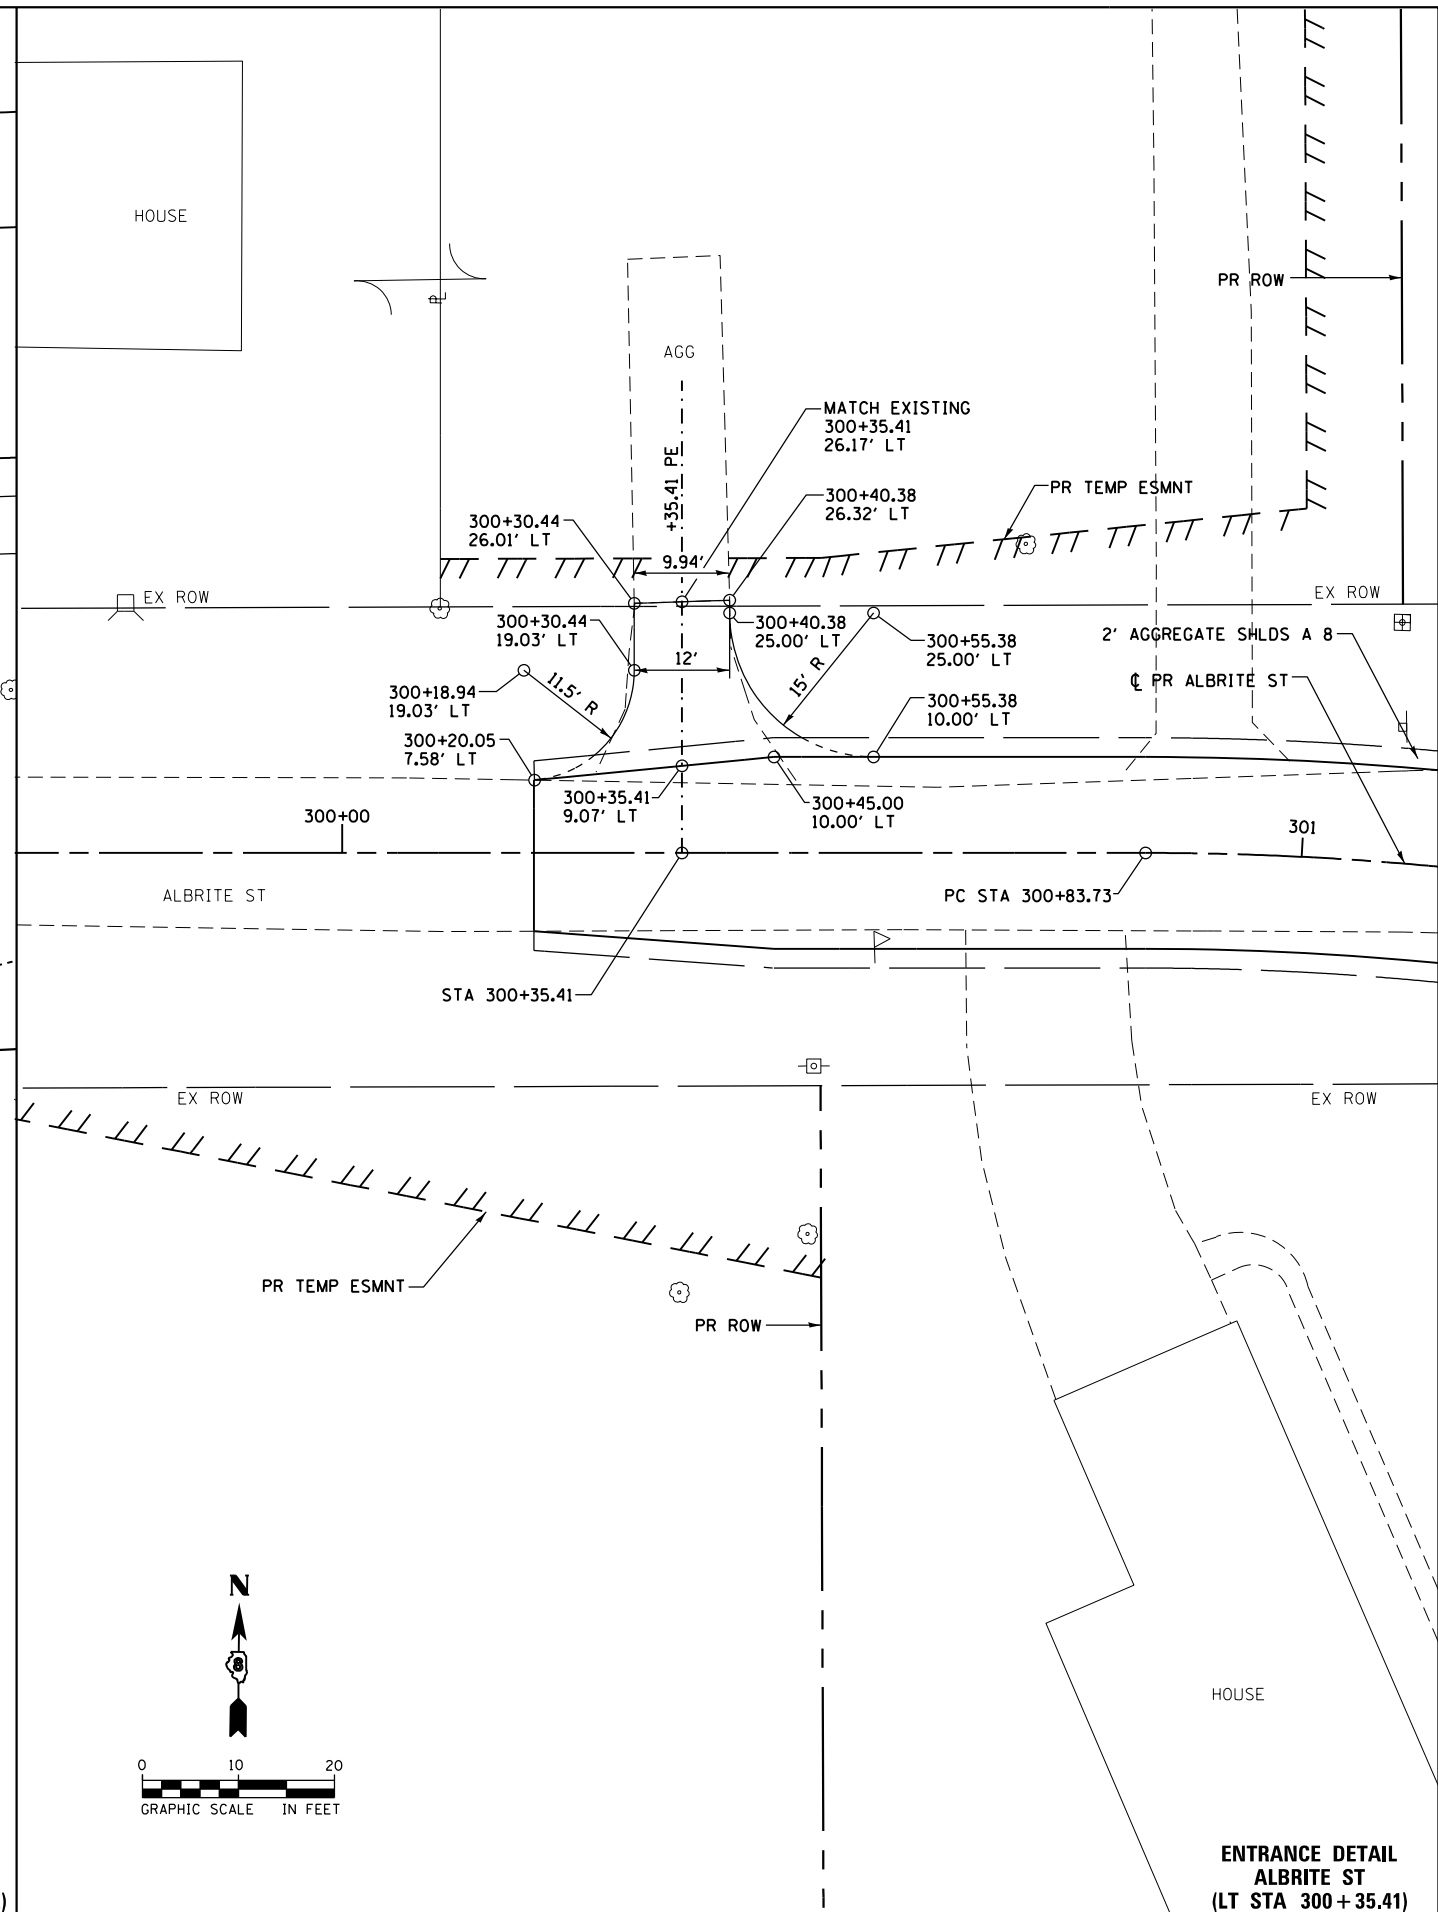 HOUSE
PR ROW
AGG
MATCH EXISTING
300+35.41
26.17' LT
+35.41 PE
300+40.38
26.32' LT
PR TEMP ESMNT
300+30.44
26.01' LT
9.94'
EX ROW
EX ROW
300+30.44
19.03' LT
300+40.38
25.00' LT
300+55.38
25.00' LT
2' AGGREGATE SHLDS A 8
12'
15' R
11.5' R
℄ PR ALBRITE ST
300+18.94
19.03' LT
300+55.38
10.00' LT
300+20.05
7.58' LT
300+35.41
9.07' LT
300+45.00
10.00' LT
300+00
301
ALBRITE ST
PC STA 300+83.73
STA 300+35.41
EX ROW
EX ROW
PR TEMP ESMNT
PR ROW
N
8
HOUSE
0 10 20
GRAPHIC SCALE IN FEET
ENTRANCE DETAIL
ALBRITE ST
(LT STA 300+35.41)
)